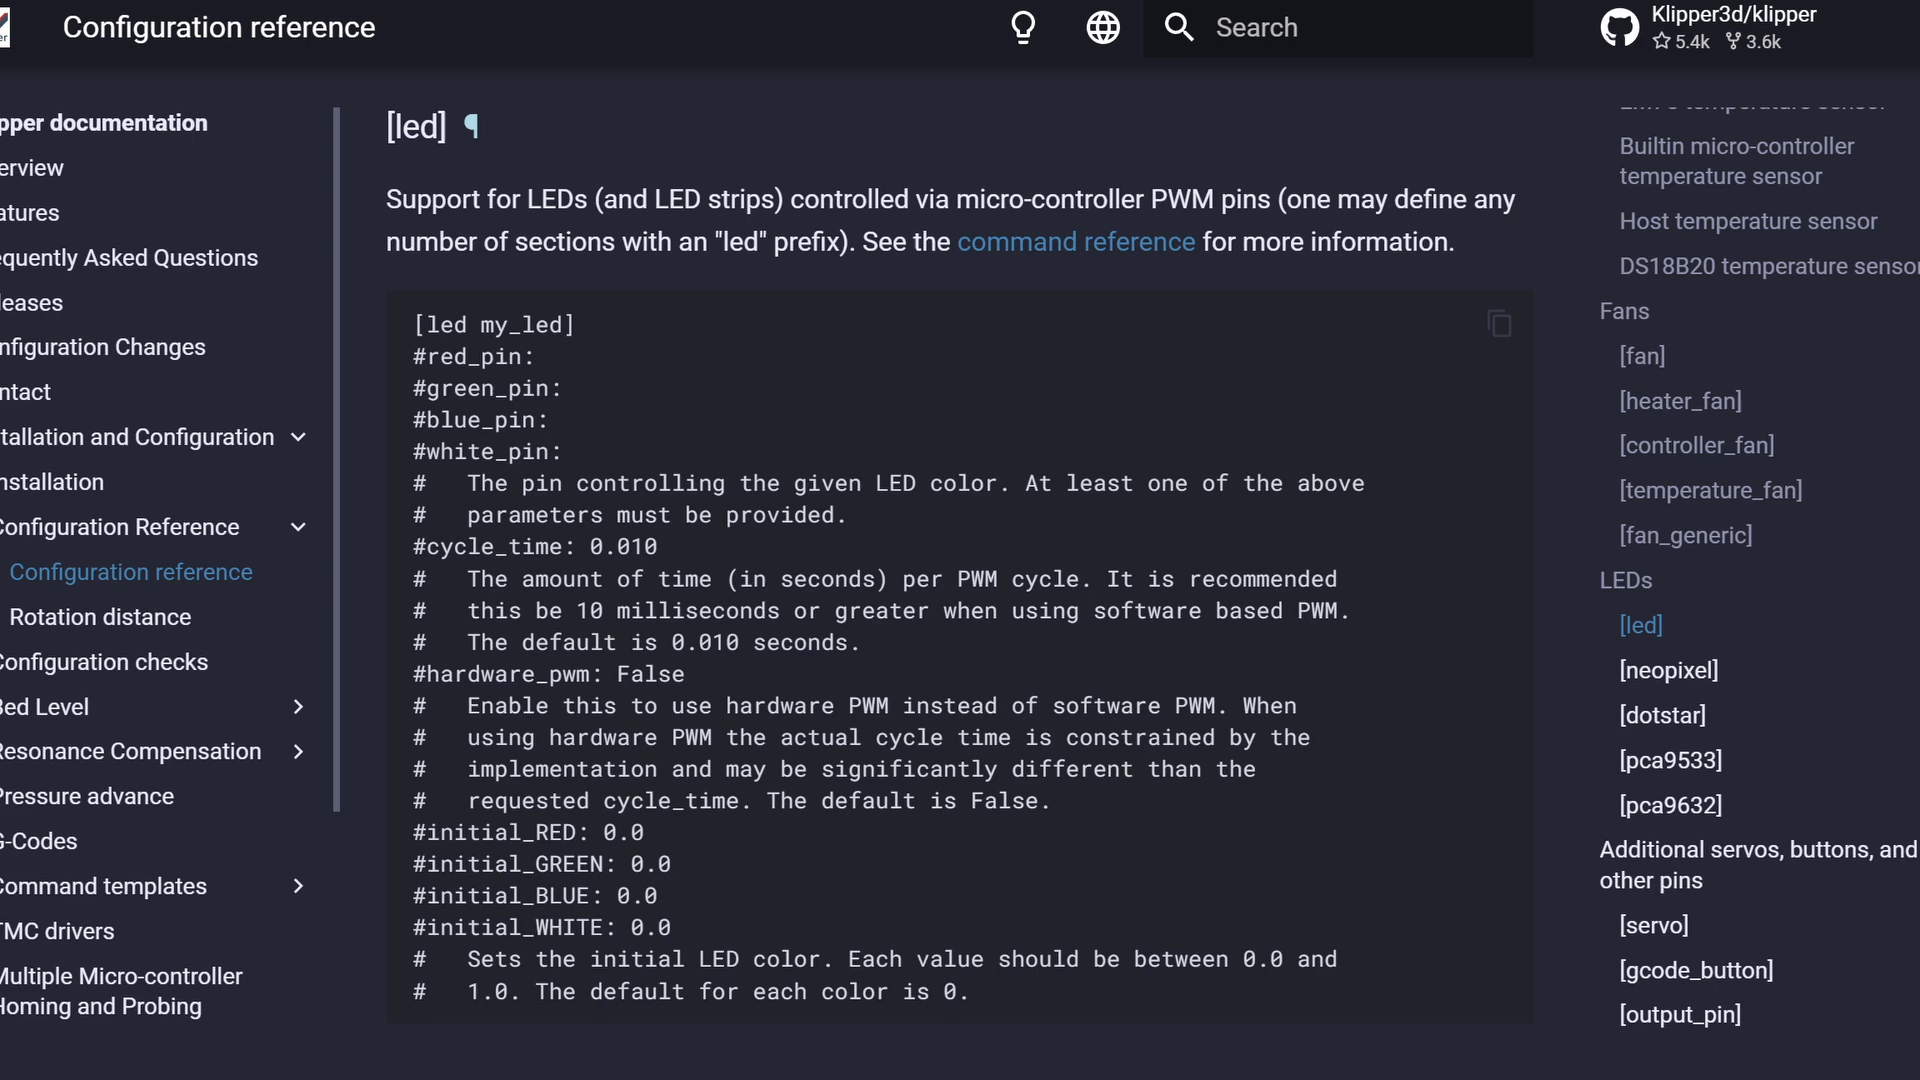 er
Configuration reference
Search
Klipper3d/klipper
5.4k 3.6k
pper documentation
erview
atures
equently Asked Questions
leases
nfiguration Changes
ntact
tallation and Configuration
nstallation
Configuration Reference
Configuration reference
Rotation distance
Configuration checks
Bed Level
Resonance Compensation
Pressure advance
G-Codes
Command templates
TMC drivers
Multiple Micro-controller
Homing and Probing
[led] ¶
Support for LEDs (and LED strips) controlled via micro-controller PWM pins (one may define any
number of sections with an "led" prefix). See the command reference for more information.
[led my_led]
#red_pin:
#green_pin:
#blue_pin:
#white_pin:
#   The pin controlling the given LED color. At least one of the above
#   parameters must be provided.
#cycle_time: 0.010
#   The amount of time (in seconds) per PWM cycle. It is recommended
#   this be 10 milliseconds or greater when using software based PWM.
#   The default is 0.010 seconds.
#hardware_pwm: False
#   Enable this to use hardware PWM instead of software PWM. When
#   using hardware PWM the actual cycle time is constrained by the
#   implementation and may be significantly different than the
#   requested cycle_time. The default is False.
#initial_RED: 0.0
#initial_GREEN: 0.0
#initial_BLUE: 0.0
#initial_WHITE: 0.0
#   Sets the initial LED color. Each value should be between 0.0 and
#   1.0. The default for each color is 0.
temperature sensor
Builtin micro-controller
temperature sensor
Host temperature sensor
DS18B20 temperature sensor
Fans
[fan]
[heater_fan]
[controller_fan]
[temperature_fan]
[fan_generic]
LEDs
[led]
[neopixel]
[dotstar]
[pca9533]
[pca9632]
Additional servos, buttons, and
other pins
[servo]
[gcode_button]
[output_pin]